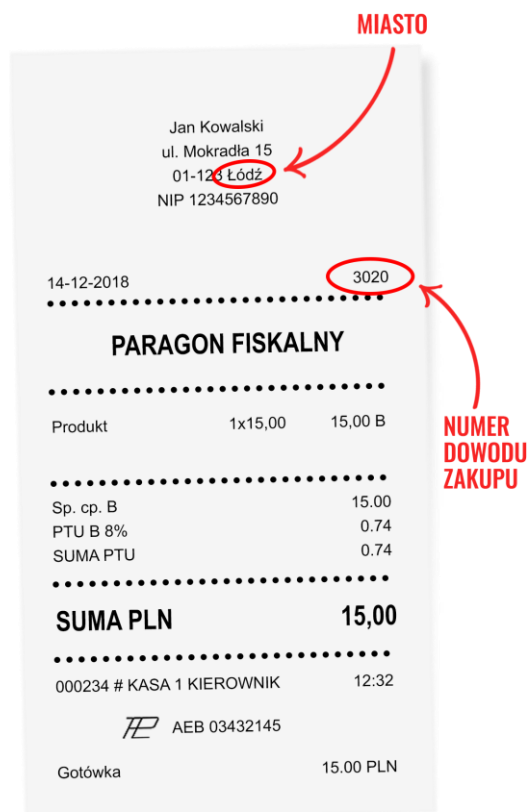 MIASTO
Jan Kowalski
ul. Mokradła 15
01-123 Łódź
NIP 1234567890
14-12-2018 3020
PARAGON FISKALNY
Produkt 1x15,00 15,00 B
Sp. cp. B 15.00
PTU B 8% 0.74
SUMA PTU 0.74
SUMA PLN 15,00
000234 # KASA 1 KIEROWNIK 12:32
AEB 03432145
Gotówka 15.00 PLN
NUMER
DOWODU
ZAKUPU